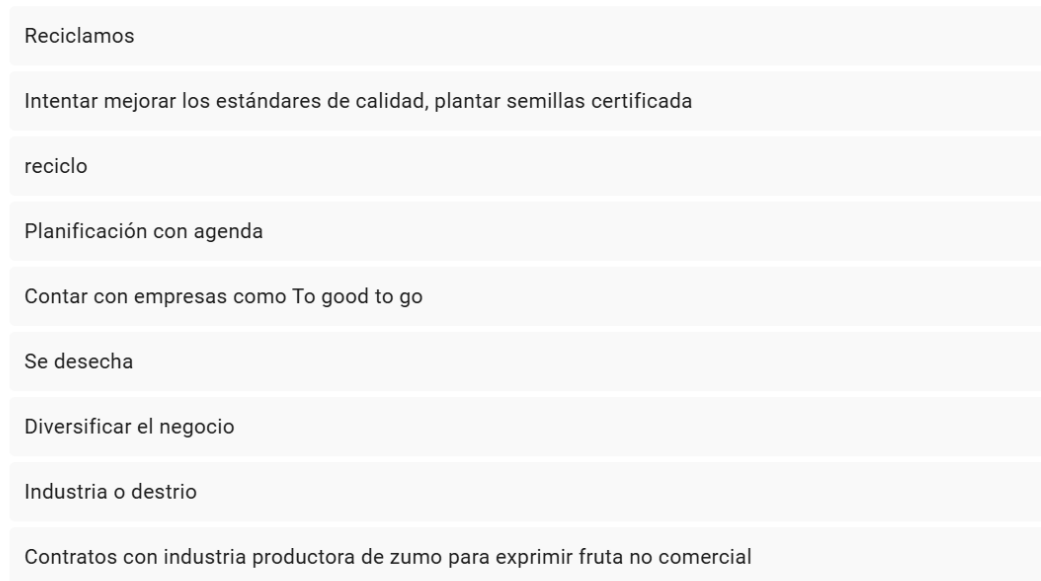 Reciclamos
Intentar mejorar los estándares de calidad, plantar semillas certificada
reciclo
Planificación con agenda
Contar con empresas como To good to go
Se desecha
Diversificar el negocio
Industria o destrio
Contratos con industria productora de zumo para exprimir fruta no comercial